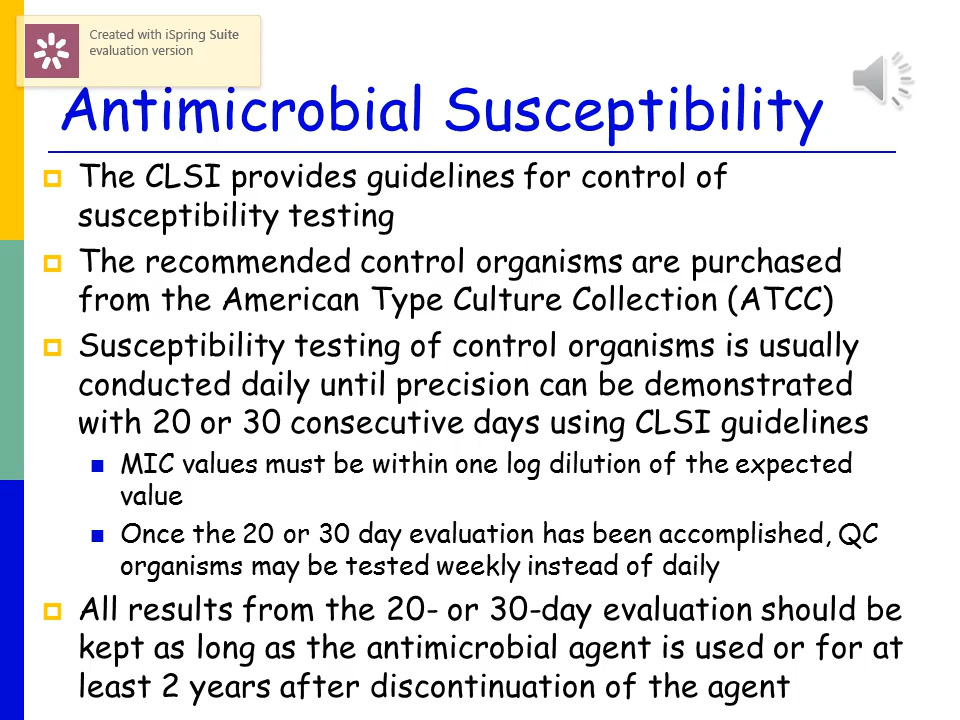 Created with iSpring Suite
evaluation version
Antimicrobial Susceptibility
The CLSI provides guidelines for control of
susceptibility testing
The recommended control organisms are purchased
from the American Type Culture Collection (ATCC)
Susceptibility testing of control organisms is usually
conducted daily until precision can be demonstrated
with 20 or 30 consecutive days using CLSI guidelines
MIC values must be within one log dilution of the expected
value
Once the 20 or 30 day evaluation has been accomplished, QC
organisms may be tested weekly instead of daily
All results from the 20- or 30-day evaluation should be
kept as long as the antimicrobial agent is used or for at
least 2 years after discontinuation of the agent